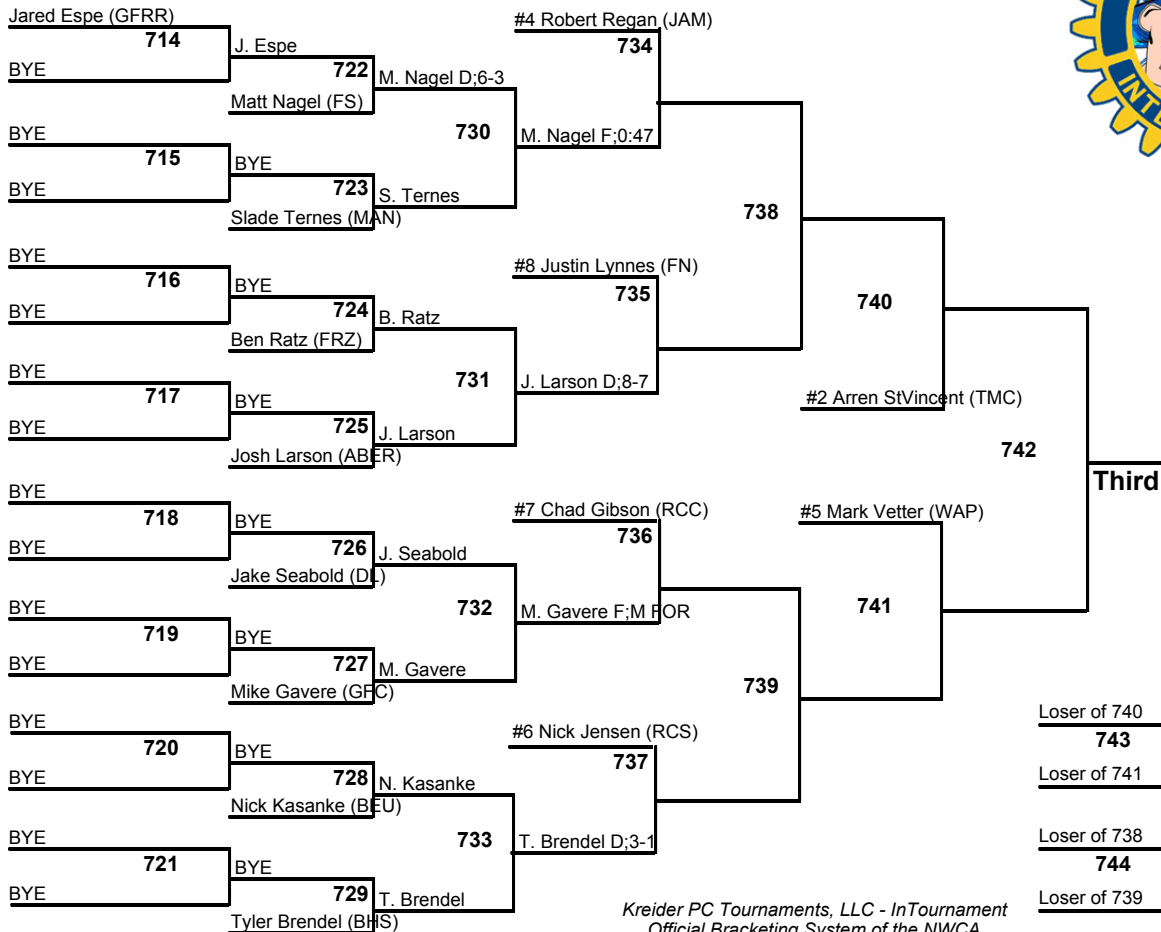 Jared Espe (GFRR)
714
BYE
J. Espe
722
Matt Nagel (FS)
M. Nagel D;6-3
BYE
715
BYE
BYE
723
Slade Ternes (MAN)
S. Ternes
730
M. Nagel F;0:47
#4 Robert Regan (JAM)
734
BYE
716
BYE
BYE
724
Ben Ratz (FRZ)
B. Ratz
BYE
717
BYE
BYE
725
Josh Larson (ABER)
J. Larson
731
J. Larson D;8-7
#8 Justin Lynnes (FN)
735
738
740
#2 Arren StVincent (TMC)
BYE
718
BYE
BYE
726
Jake Seabold (DL)
J. Seabold
BYE
719
BYE
BYE
727
Mike Gavere (GFC)
M. Gavere
732
M. Gavere F;M FOR
#7 Chad Gibson (RCC)
736
BYE
720
BYE
BYE
728
Nick Kasanke (BEU)
N. Kasanke
BYE
721
BYE
BYE
729
Tyler Brendel (BHS)
T. Brendel
733
T. Brendel D;3-1
#6 Nick Jensen (RCS)
737
739
#5 Mark Vetter (WAP)
741
742
Third
Loser of 740
743
Loser of 741
Loser of 738
744
Loser of 739
Kreider PC Tournaments, LLC - InTournament
Official Bracketing System of the NWCA